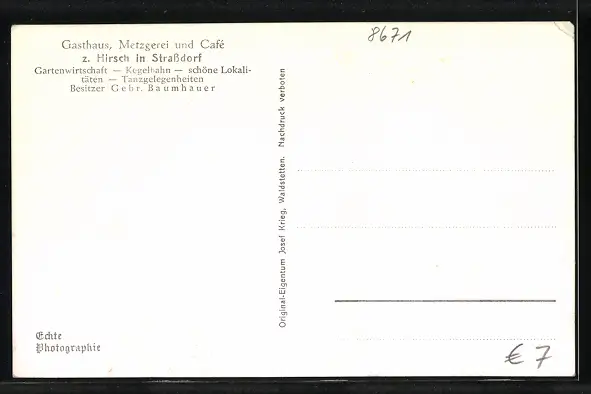 Gasthaus, Metzgerei und Café
z. Hirsch in Straßdorf
Gartenwirtschaft — Kegelbahn — schöne Lokali-
täten — Tanzgelegenheiten
Besitzer Gebr. Baumhauer
8671
Original-Eigentum Josef Krieg, Waldstetten. Nachdruck verboten
Echte
Photographie
€ 7